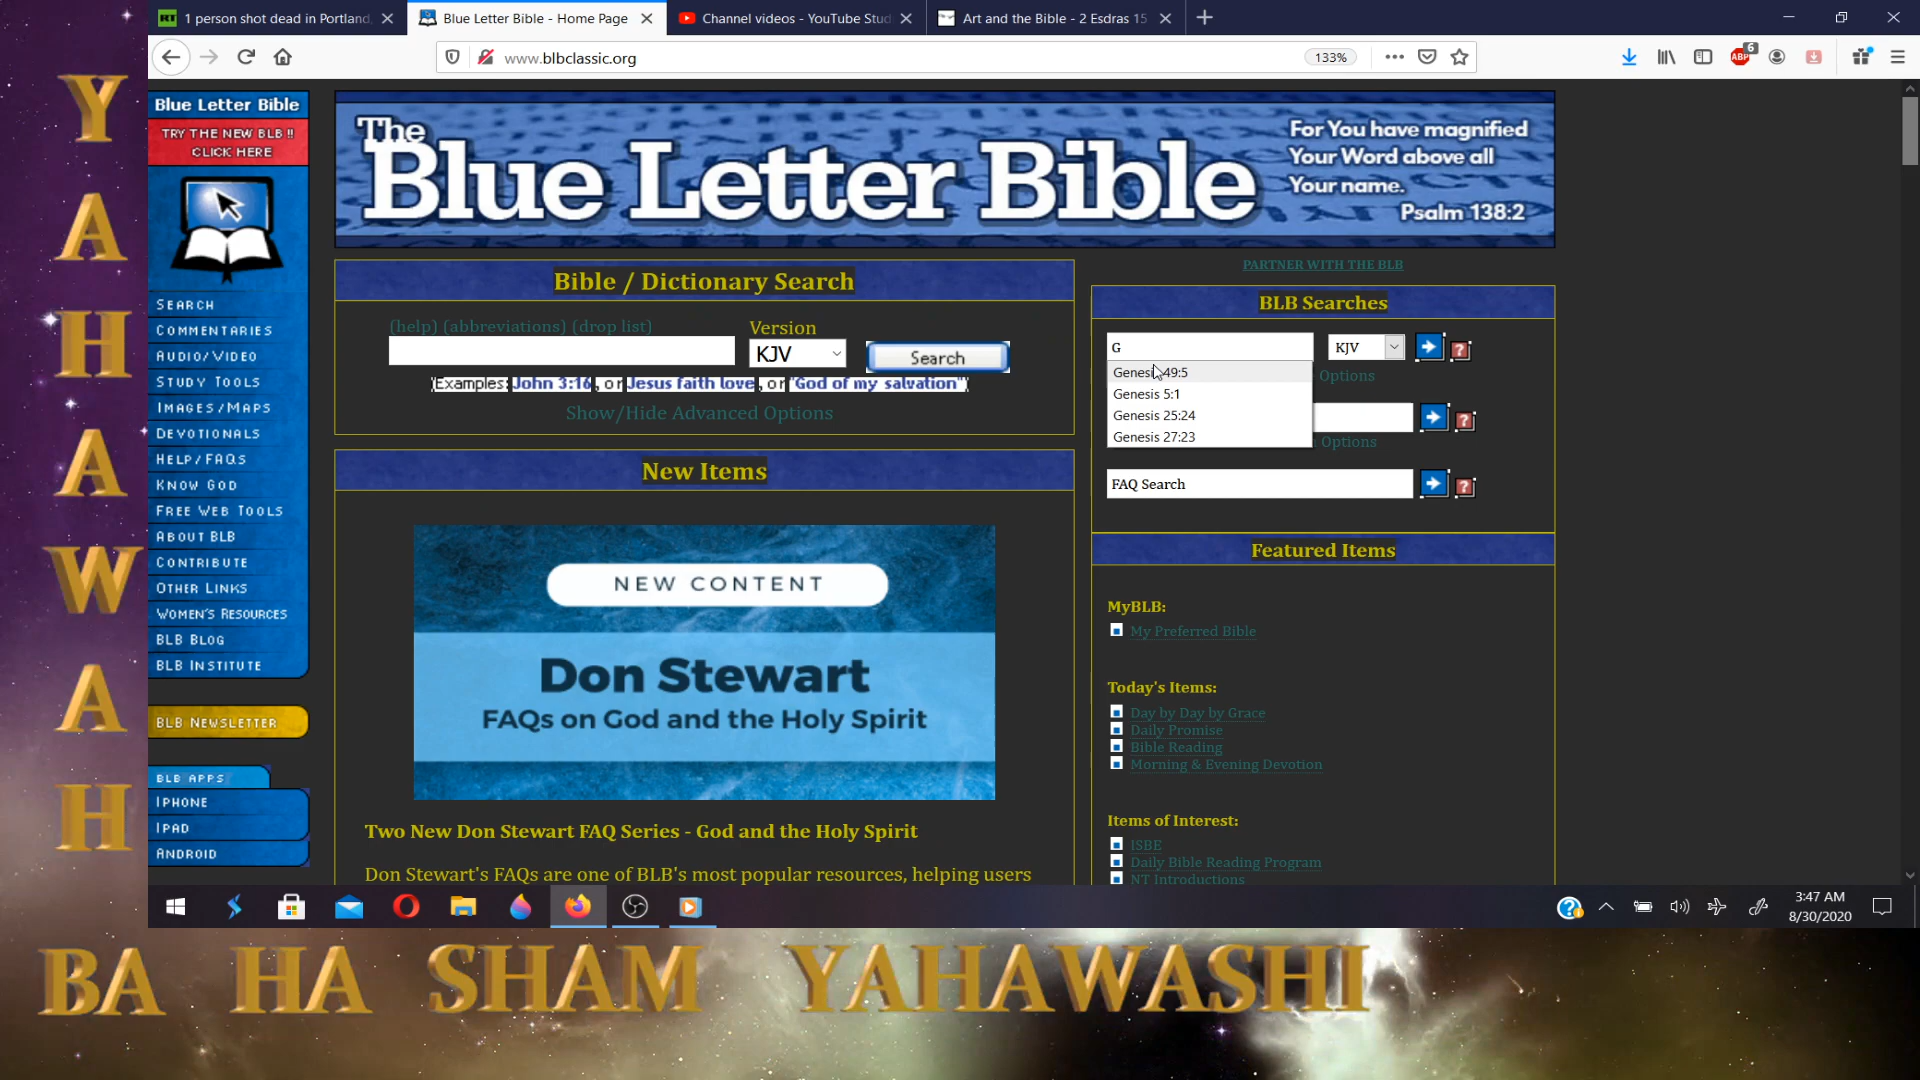 1 person shot dead in Portland,
Blue Letter Bible - Home Page
Channel videos - YouTube Stud
Art and the Bible - 2 Esdras 15
www.blbclassic.org
133%
6
ABP
Blue Letter Bible
TRY THE NEW BLB !!
CLICK HERE
SEARCH
COMMENTARIES
AUDIO/VIDEO
STUDY TOOLS
IMAGES/MAPS
DEVOTIONALS
HELP/FAQS
KNOW GOD
FREE WEB TOOLS
ABOUT BLB
CONTRIBUTE
OTHER LINKS
WOMEN'S RESOURCES
BLB BLOG
BLB INSTITUTE
BLB NEWSLETTER
BLB APPS
IPHONE
IPAD
ANDROID
The
Blue Letter Bible
For You have magnified
Your Word above all
Your name.
Psalm 138:2
Bible / Dictionary Search
(help) (abbreviations) (drop list)
Version
KJV
Search
(Examples: John 3:16, or Jesus faith love, or "God of my salvation")
Show/Hide Advanced Options
New Items
NEW CONTENT
Don Stewart
FAQs on God and the Holy Spirit
Two New Don Stewart FAQ Series - God and the Holy Spirit
Don Stewart's FAQs are one of BLB's most popular resources, helping users
PARTNER WITH THE BLB
BLB Searches
G
KJV
Genesis 49:5
Options
Genesis 5:1
Genesis 25:24
Genesis 27:23
Options
FAQ Search
Featured Items
MyBLB:
My Preferred Bible
Today's Items:
Day by Day by Grace
Daily Promise
Bible Reading
Morning & Evening Devotion
Items of Interest:
ISBE
Daily Bible Reading Program
NT Introductions
3:47 AM
8/30/2020
YAHAWAH
BA HA SHAM YAHAWASHI